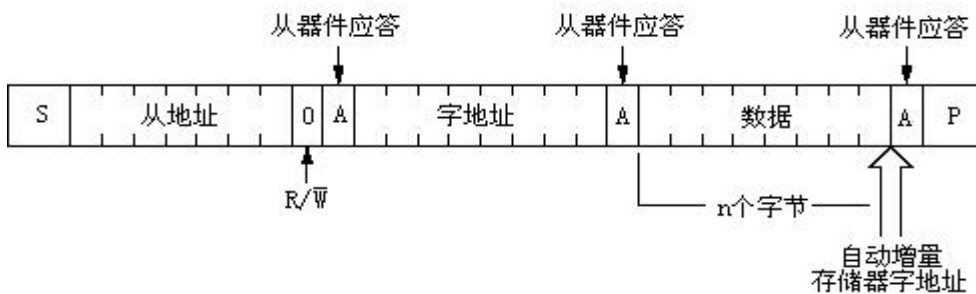 从器件应答 从器件应答 从器件应答
S 从地址 0 A 字地址 A 数据 A P
R/W̅
n个字节
自动增量
存储器字地址